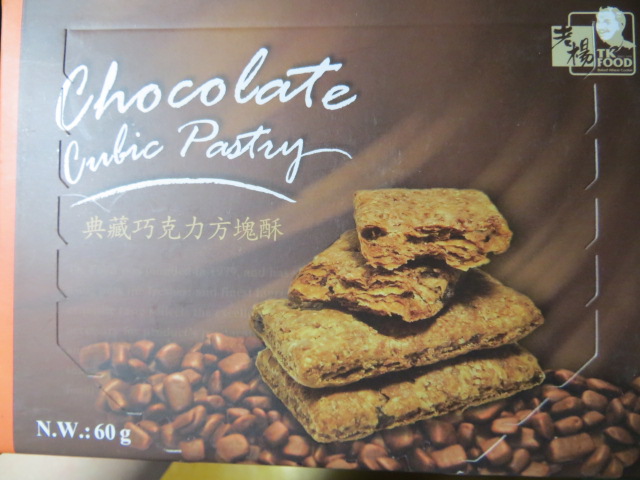 老楊
TK
FOOD
Chocolate
Cubic Pastry
典藏巧克力方塊酥
N.W.: 60 g